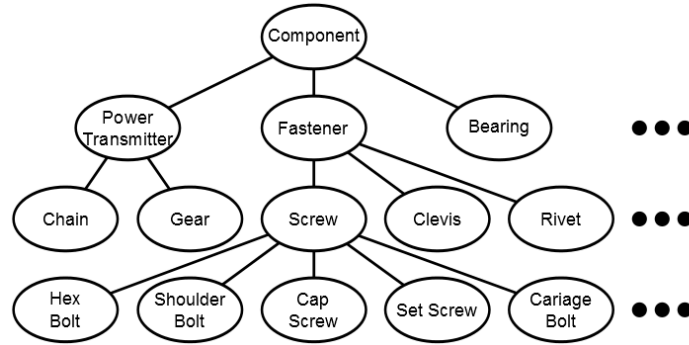 Component
Power
Transmitter
Fastener
Bearing
Chain
Gear
Screw
Clevis
Rivet
Hex
Bolt
Shoulder
Bolt
Cap
Screw
Set Screw
Cariage
Bolt